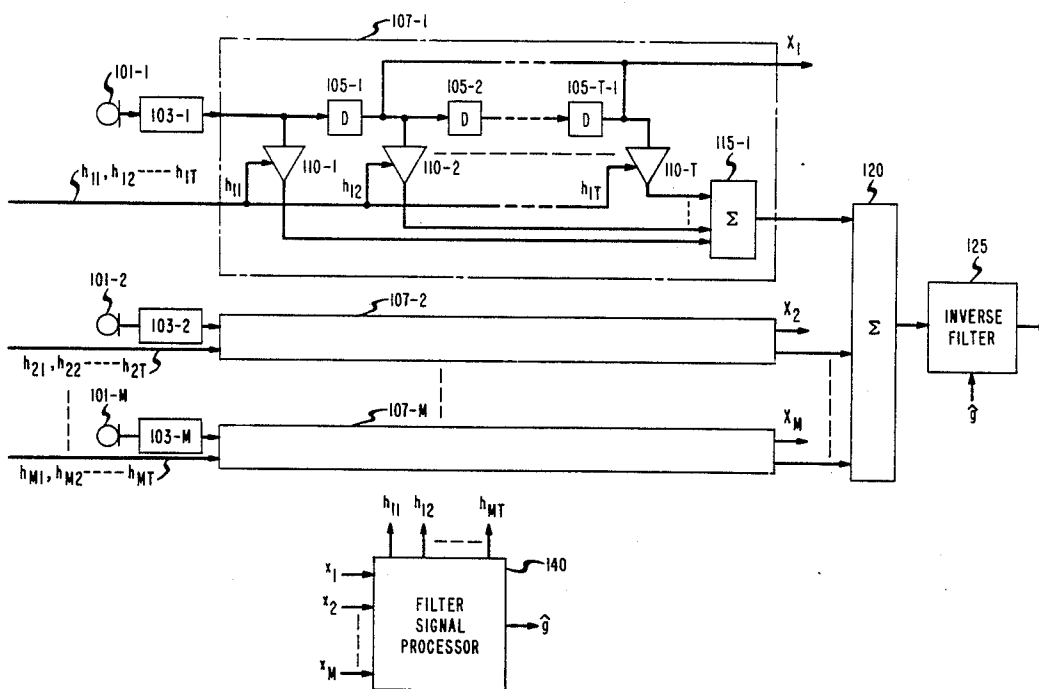 107-1
X1
101-1
105-1
105-2
105-T-1
103-1
D
D
D
110-1
110-2
110-T
115-1
120
h11, h12 ---- h1T
h11
h12
h1T
Σ
125
101-2
107-2
X2
103-2
Σ
INVERSE
FILTER
h21, h22 ---- h2T
101-M
107-M
XM
ĝ
103-M
hM1, hM2 ---- hMT
h11
h12
hMT
140
x1
x2
FILTER
SIGNAL
PROCESSOR
ĝ
xM